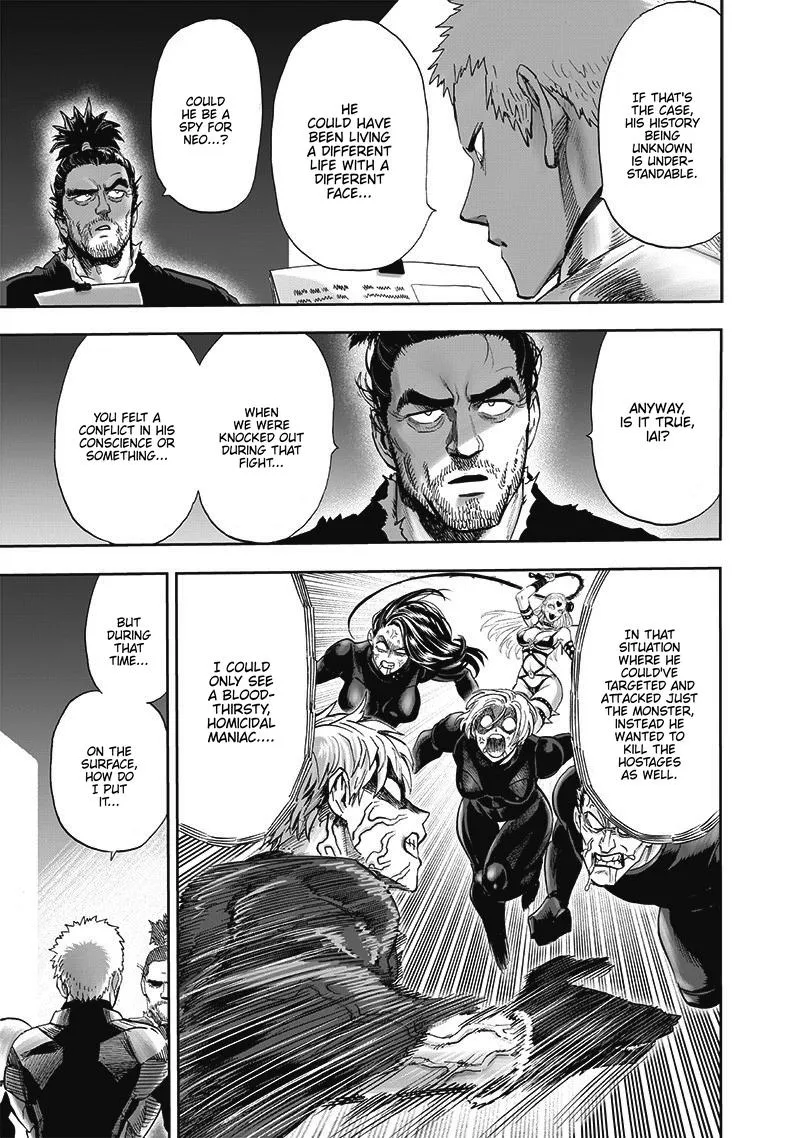 IF THAT'S
THE CASE,
HIS HISTORY
BEING
UNKNOWN
IS UNDER-
STANDABLE.
HE
COULD HAVE
BEEN LIVING
A DIFFERENT
LIFE WITH A
DIFFERENT
FACE...
COULD
HE BE A
SPY FOR
NEO...?
ANYWAY,
IS IT TRUE,
IAI?
WHEN
WE WERE
KNOCKED OUT
DURING THAT
FIGHT...
YOU FELT A
CONFLICT IN HIS
CONSCIENCE OR
SOMETHING...
IN THAT
SITUATION
WHERE HE
COULD'VE
TARGETED AND
ATTACKED JUST
THE MONSTER,
INSTEAD HE
WANTED TO
KILL THE
HOSTAGES
AS WELL.
I COULD
ONLY SEE
A BLOOD-
THIRSTY,
HOMICIDAL
MANIAC....
BUT
DURING
THAT
TIME...
ON THE
SURFACE,
HOW DO I
PUT IT...